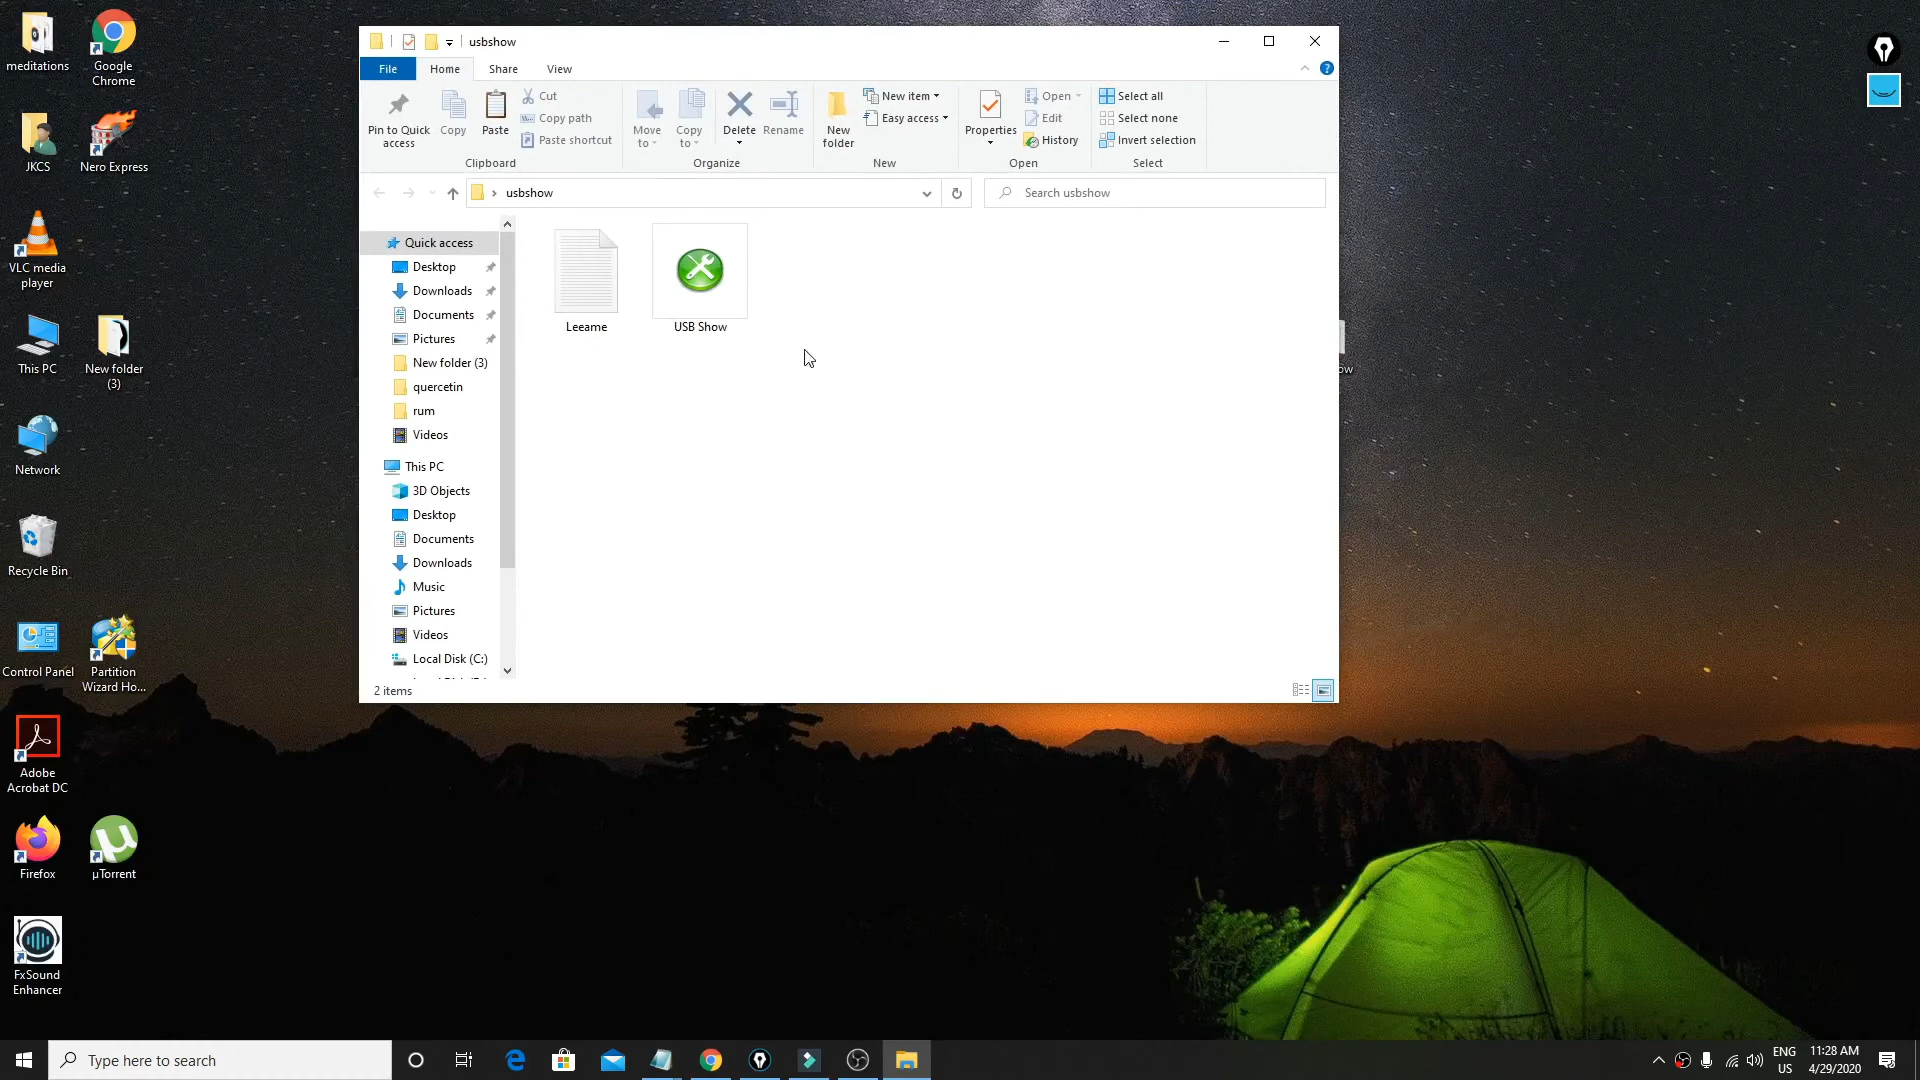 meditations
Google
Chrome
JKCS
Nero Express
VLC media
player
This PC
New folder
(3)
Network
Recycle Bin
Control Panel
Partition
Wizard Ho...
Adobe
Acrobat DC
Firefox
µTorrent
FxSound
Enhancer
usbshow
File
Home
Share
View
Pin to Quick
access
Copy
Paste
Cut
Copy path
Paste shortcut
Clipboard
Move
to
Copy
to
Delete
Rename
Organize
New
folder
New item
Easy access
New
Properties
Open
Edit
History
Open
Select all
Select none
Invert selection
Select
usbshow
Search usbshow
Quick access
Desktop
Downloads
Documents
Pictures
New folder (3)
quercetin
rum
Videos
This PC
3D Objects
Desktop
Documents
Downloads
Music
Pictures
Videos
Local Disk (C:)
Leeame
USB Show
2 items
Type here to search
ENG
US
11:28 AM
4/29/2020